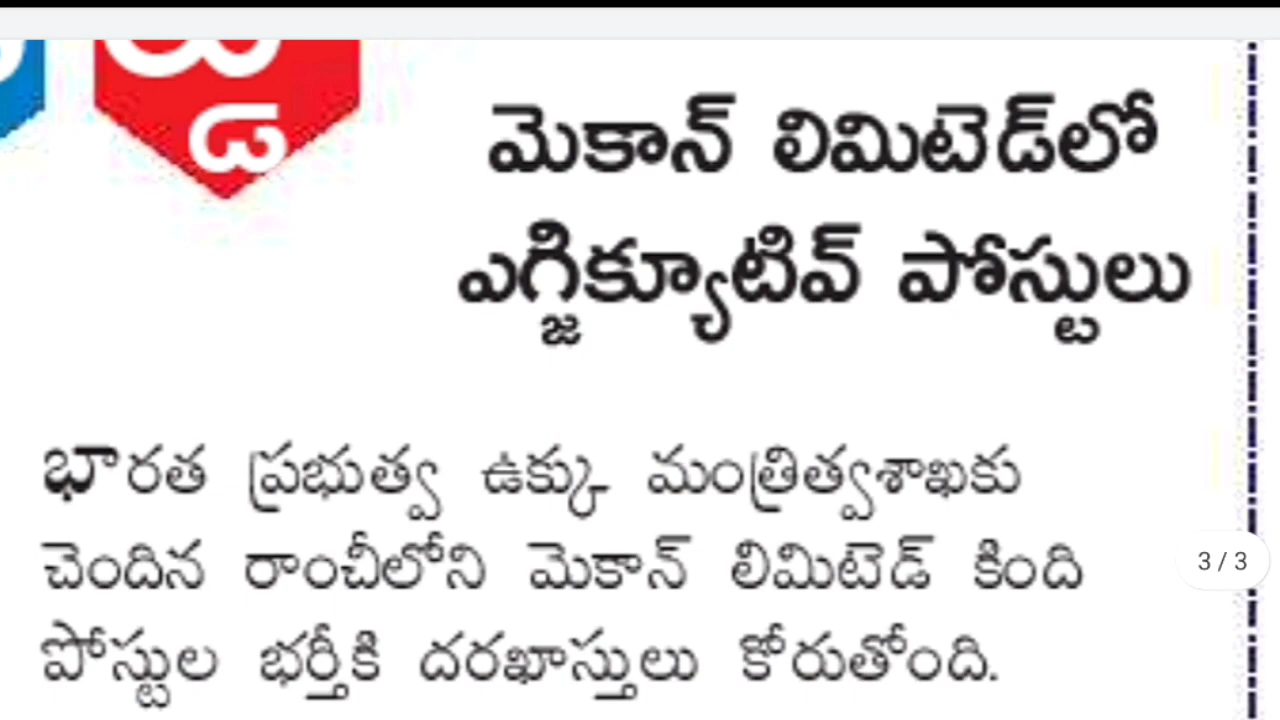 డ
మెకాన్ లిమిటెడ్‌లో
ఎగ్జిక్యూటివ్ పోస్టులు
భారత ప్రభుత్వ ఉక్కు మంత్రిత్వశాఖకు
చెందిన రాంచీలోని మెకాన్ లిమిటెడ్ కింది
పోస్టుల భర్తీకి దరఖాస్తులు కోరుతోంది.
3 / 3